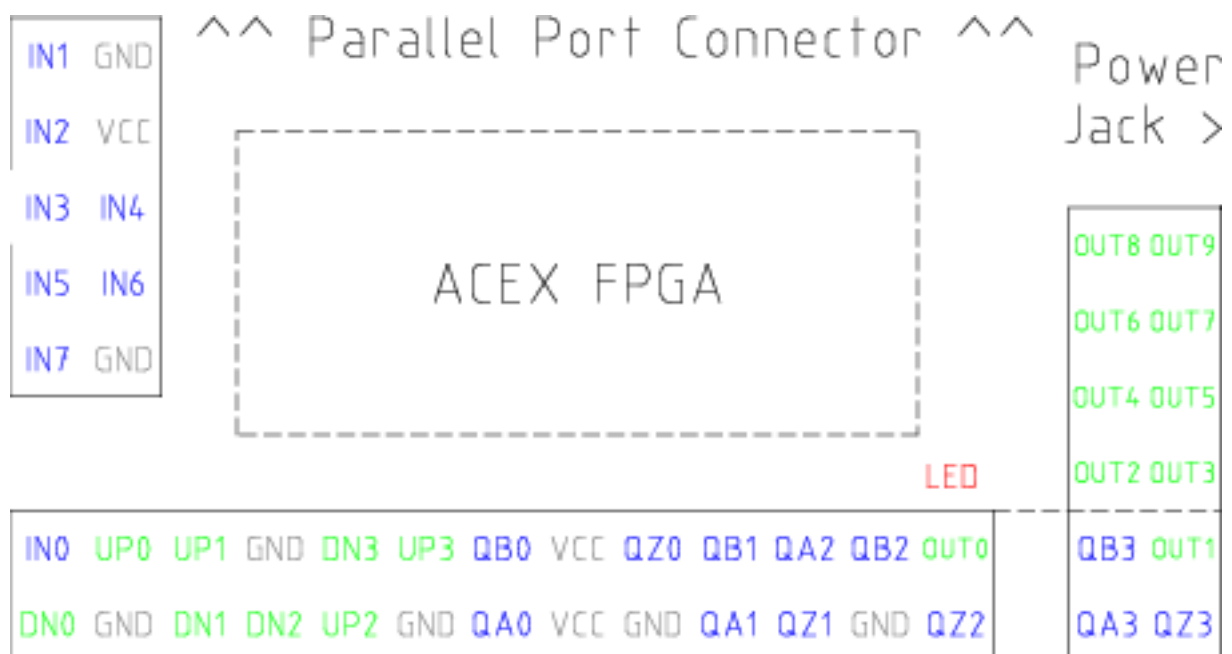 ^^ Parallel Port Connector ^^
Power
Jack >
IN1 GND
IN2 VCC
IN3 IN4
IN5 IN6
IN7 GND
ACEX FPGA
OUT8 OUT9
OUT6 OUT7
OUT4 OUT5
OUT2 OUT3
LED
IN0 UP0 UP1 GND DN3 UP3 QB0 VCC QZ0 QB1 QA2 QB2 OUT0
DN0 GND DN1 DN2 UP2 GND QA0 VCC GND QA1 QZ1 GND QZ2
QB3 OUT1
QA3 QZ3